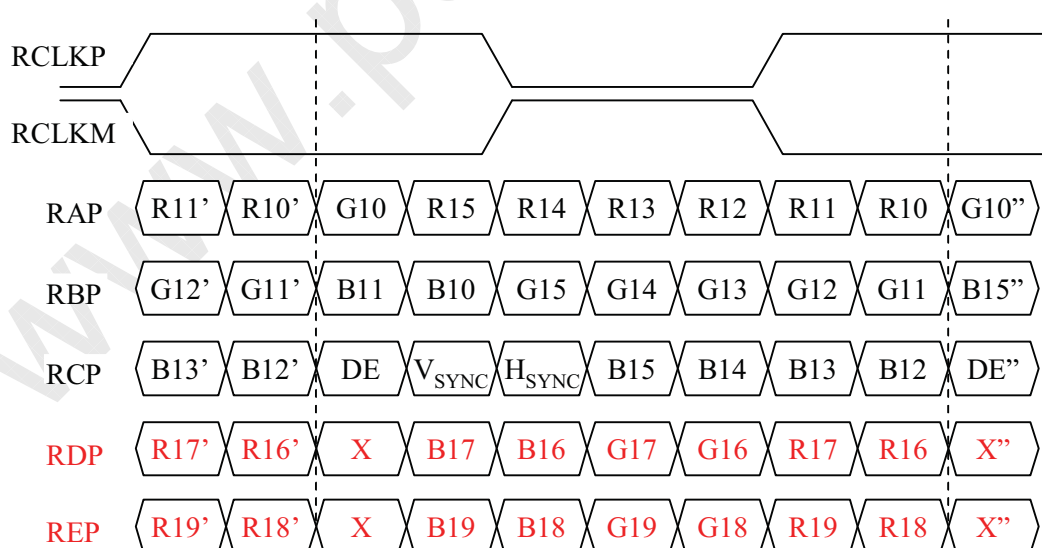 www.p
RCLKP
RCLKM
RAP R11’ R10’ G10 R15 R14 R13 R12 R11 R10 G10”
RBP G12’ G11’ B11 B10 G15 G14 G13 G12 G11 B15”
RCP B13’ B12’ DE VSYNC HSYNC B15 B14 B13 B12 DE”
RDP R17’ R16’ X B17 B16 G17 G16 R17 R16 X”
REP R19’ R18’ X B19 B18 G19 G18 R19 R18 X”